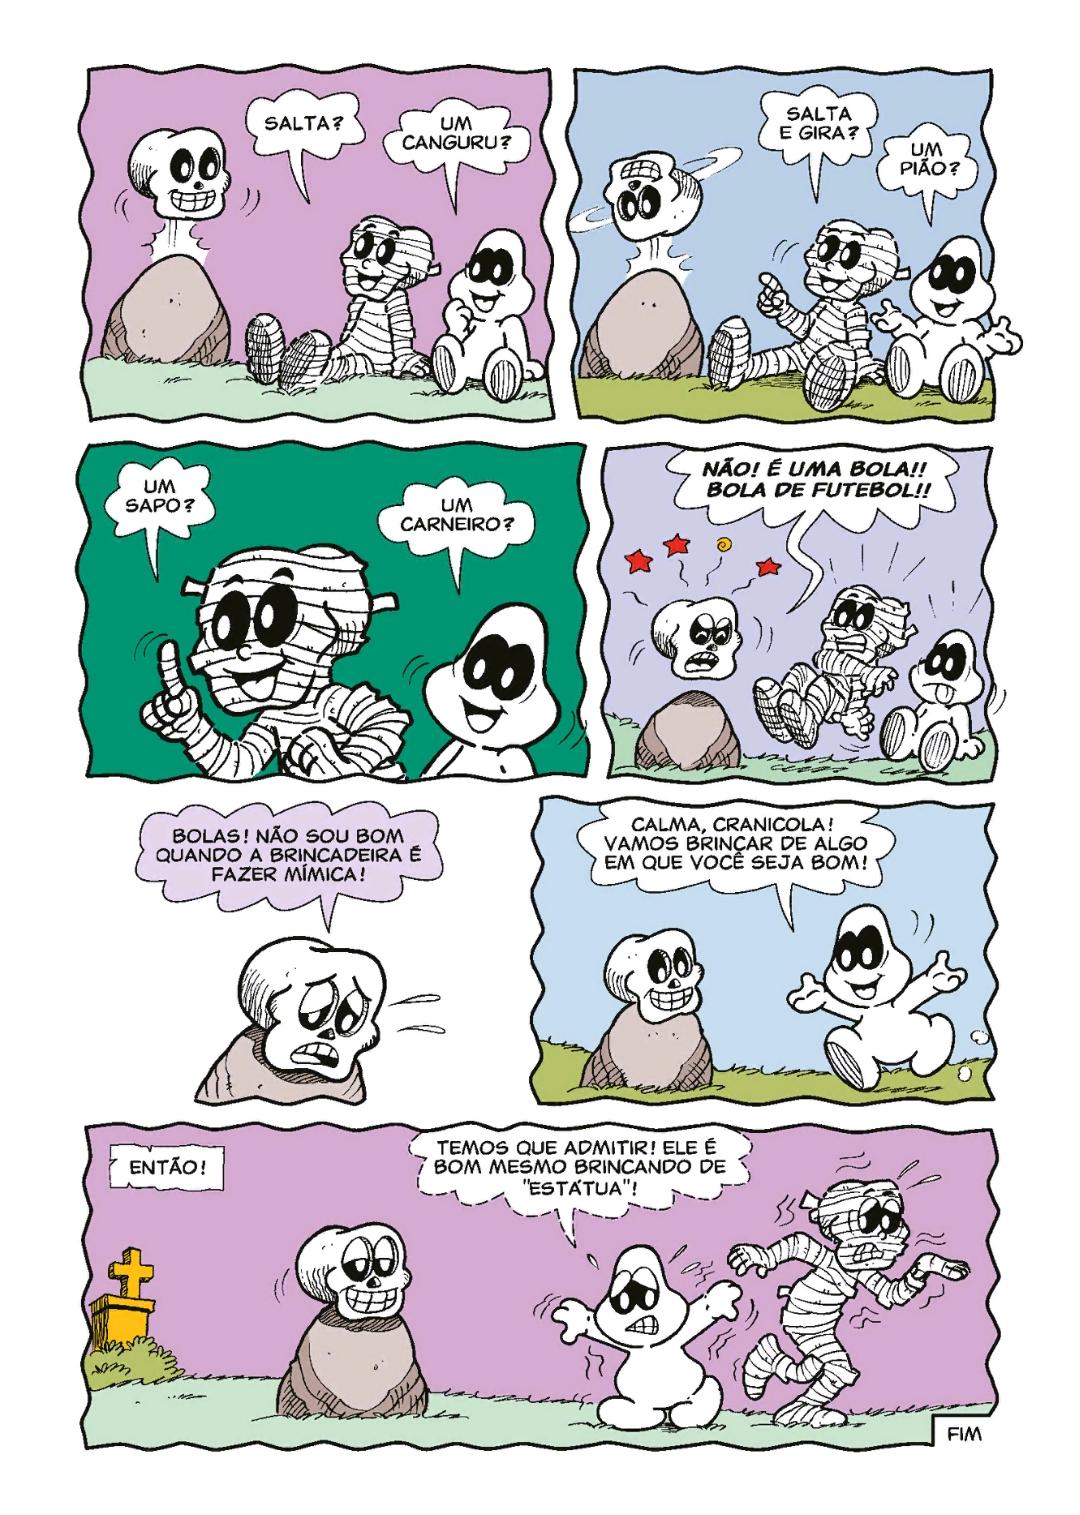 SALTA?
UM
CANGURU?
SALTA
E GIRA?
UM
PIÃO?
UM
SAPO?
UM
CARNEIRO?
NÃO! É UMA BOLA!!
BOLA DE FUTEBOL!!
BOLAS! NÃO SOU BOM
QUANDO A BRINCADEIRA É
FAZER MÍMICA!
CALMA, CRANICOLA!
VAMOS BRINCAR DE ALGO
EM QUE VOCÊ SEJA BOM!
ENTÃO!
TEMOS QUE ADMITIR! ELE É
BOM MESMO BRINCANDO DE
"ESTÁTUA"!
FIM